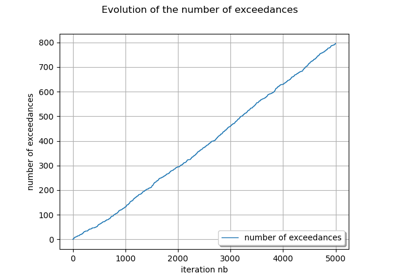 Evolution of the number of exceedances
800
700
600
500
400
300
200
100
0
number of exceedances
number of exceedances
0 1000 2000 3000 4000 5000
iteration nb